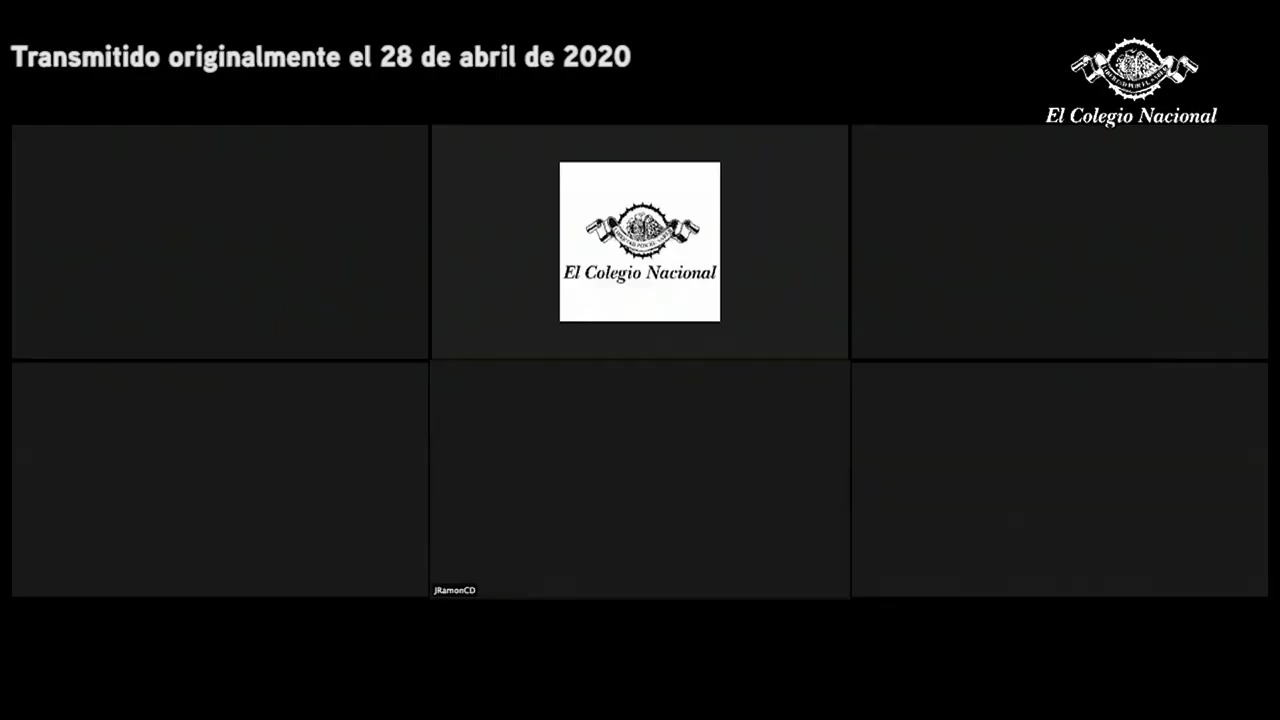 Transmitido originalmente el 28 de abril de 2020
El Colegio Nacional
El Colegio Nacional
JRamonCD